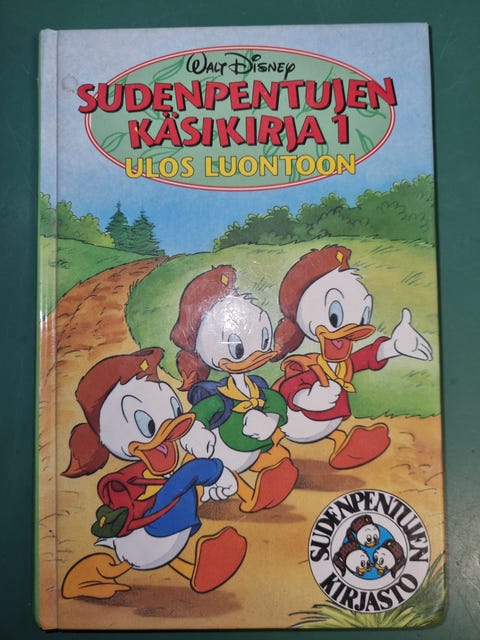 WALT DISNEY
SUDENPENTUJEN
KÄSIKIRJA 1
ULOS LUONTOON
SUDENPENTUJEN
KIRJASTO